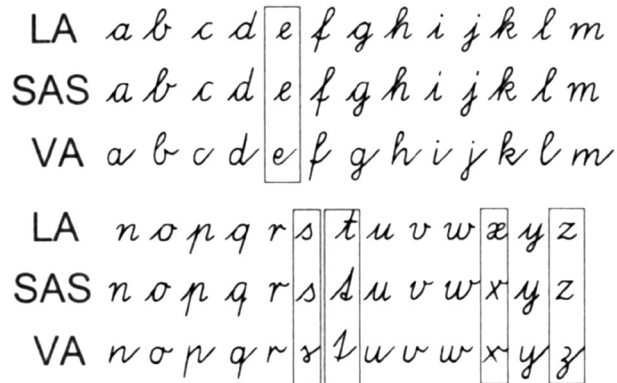 LA a b c d e f g h i j k l m
SAS a b c d e f g h i j k l m
VA a b c d e f g h i j k l m
LA n o p q r s t u v w x y z
SAS n o p q r s t u v w x y z
VA n o p q r s t u v w x y z